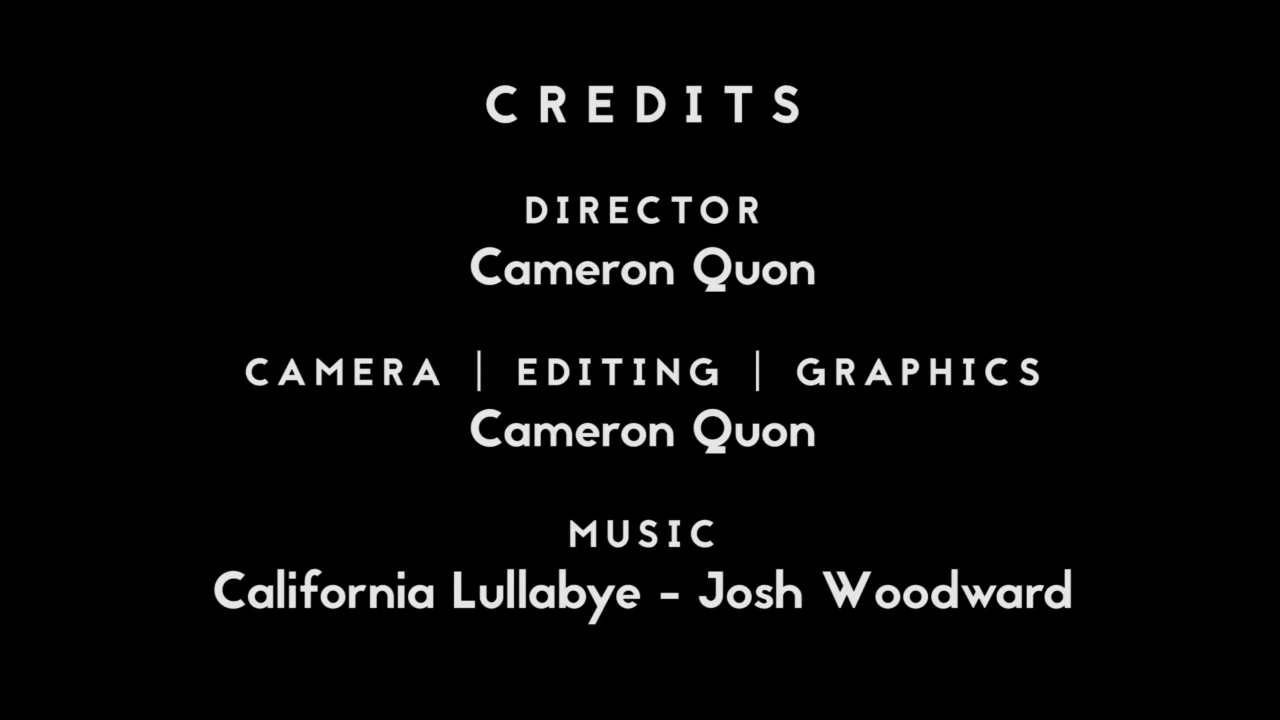 CREDITS
DIRECTOR
Cameron Quon
CAMERA | EDITING | GRAPHICS
Cameron Quon
MUSIC
California Lullabye - Josh Woodward